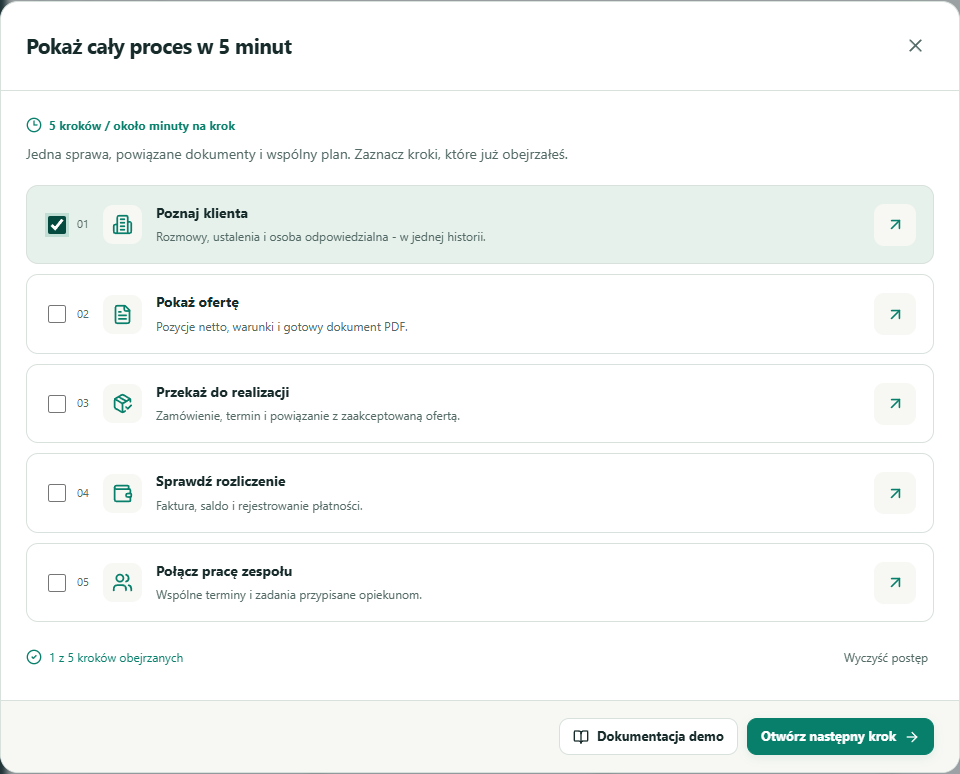 Pokaż cały proces w 5 minut
5 kroków / około minuty na krok
Jedna sprawa, powiązane dokumenty i wspólny plan. Zaznacz kroki, które już obejrzałeś.
01
Poznaj klienta
Rozmowy, ustalenia i osoba odpowiedzialna - w jednej historii.
02
Pokaż ofertę
Pozycje netto, warunki i gotowy dokument PDF.
03
Przekaż do realizacji
Zamówienie, termin i powiązanie z zaakceptowaną ofertą.
04
Sprawdź rozliczenie
Faktura, saldo i rejestrowanie płatności.
05
Połącz pracę zespołu
Wspólne terminy i zadania przypisane opiekunom.
1 z 5 kroków obejrzanych
Wyczyść postęp
Dokumentacja demo
Otwórz następny krok